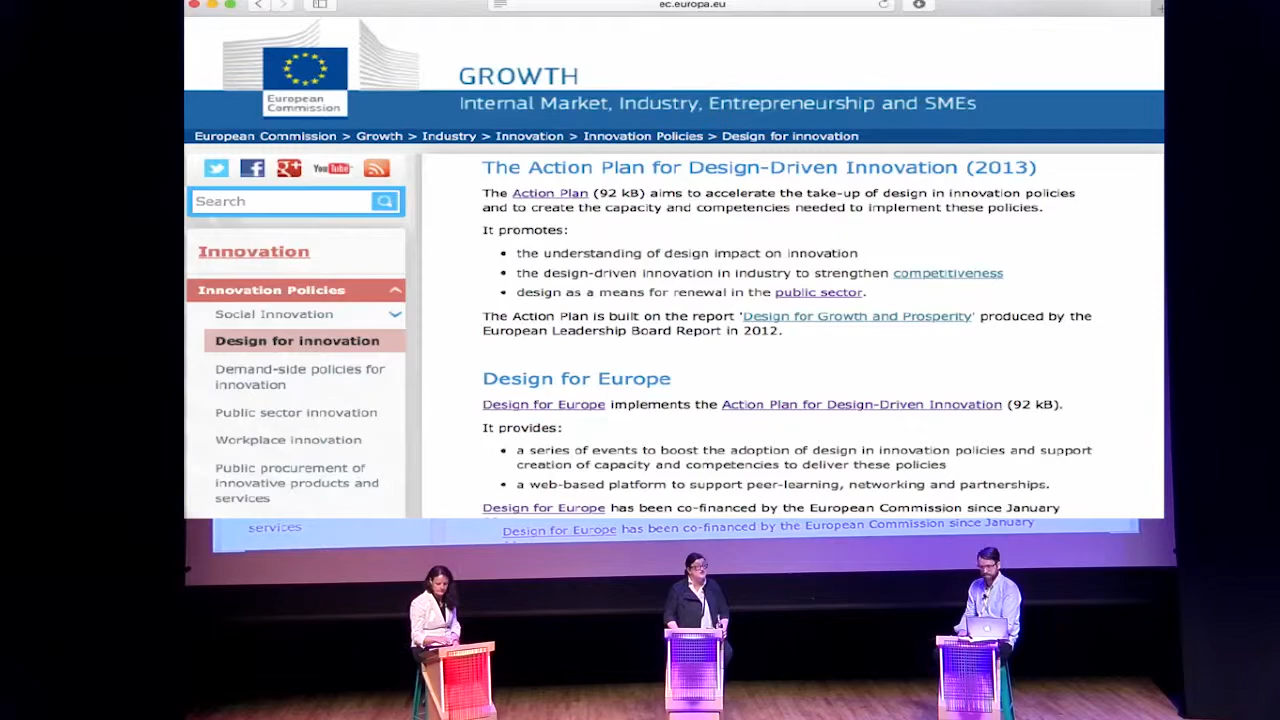 ec.europa.eu
European
Commission
GROWTH
Internal Market, Industry, Entrepreneurship and SMEs
European Commission > Growth > Industry > Innovation > Innovation Policies > Design for innovation
You Tube
Search
Innovation
Innovation Policies
Social Innovation
Design for innovation
Demand-side policies for
innovation
Public sector innovation
Workplace innovation
Public procurement of
innovative products and
services
The Action Plan for Design-Driven Innovation (2013)
The Action Plan (92 kB) aims to accelerate the take-up of design in innovation policies
and to create the capacity and competencies needed to implement these policies.
It promotes:
• the understanding of design impact on innovation
• the design-driven innovation in industry to strengthen competitiveness
• design as a means for renewal in the public sector.
The Action Plan is built on the report 'Design for Growth and Prosperity' produced by the
European Leadership Board Report in 2012.
Design for Europe
Design for Europe implements the Action Plan for Design-Driven Innovation (92 kB).
It provides:
• a series of events to boost the adoption of design in innovation policies and support
creation of capacity and competencies to deliver these policies
• a web-based platform to support peer-learning, networking and partnerships.
Design for Europe has been co-financed by the European Commission since January
services
Design for Europe has been co-financed by the European Commission since January